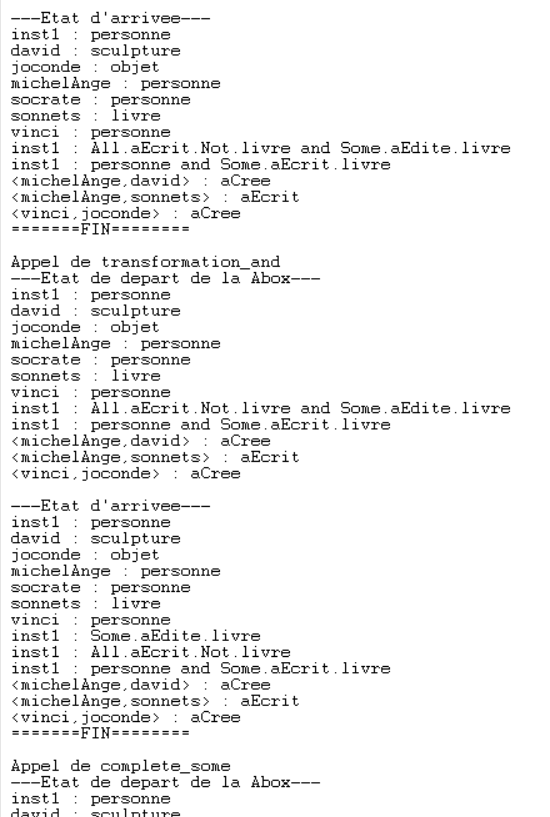 ---Etat d'arrivee---
inst1 : personne
david : sculpture
joconde : objet
michelAnge : personne
socrate : personne
sonnets : livre
vinci : personne
inst1 : All.aEcrit.Not.livre and Some.aEdite.livre
inst1 : personne and Some.aEcrit.livre
<michelAnge,david> : aCree
<michelAnge,sonnets> : aEcrit
<vinci,joconde> : aCree
=======FIN========
Appel de transformation_and
---Etat de depart de la Abox---
inst1 : personne
david : sculpture
joconde : objet
michelAnge : personne
socrate : personne
sonnets : livre
vinci : personne
inst1 : All.aEcrit.Not.livre and Some.aEdite.livre
inst1 : personne and Some.aEcrit.livre
<michelAnge,david> : aCree
<michelAnge,sonnets> : aEcrit
<vinci,joconde> : aCree
---Etat d'arrivee---
inst1 : personne
david : sculpture
joconde : objet
michelAnge : personne
socrate : personne
sonnets : livre
vinci : personne
inst1 : Some.aEdite.livre
inst1 : All.aEcrit.Not.livre
inst1 : personne and Some.aEcrit.livre
<michelAnge,david> : aCree
<michelAnge,sonnets> : aEcrit
<vinci,joconde> : aCree
=======FIN========
Appel de complete_some
---Etat de depart de la Abox---
inst1 : personne
david : sculpture